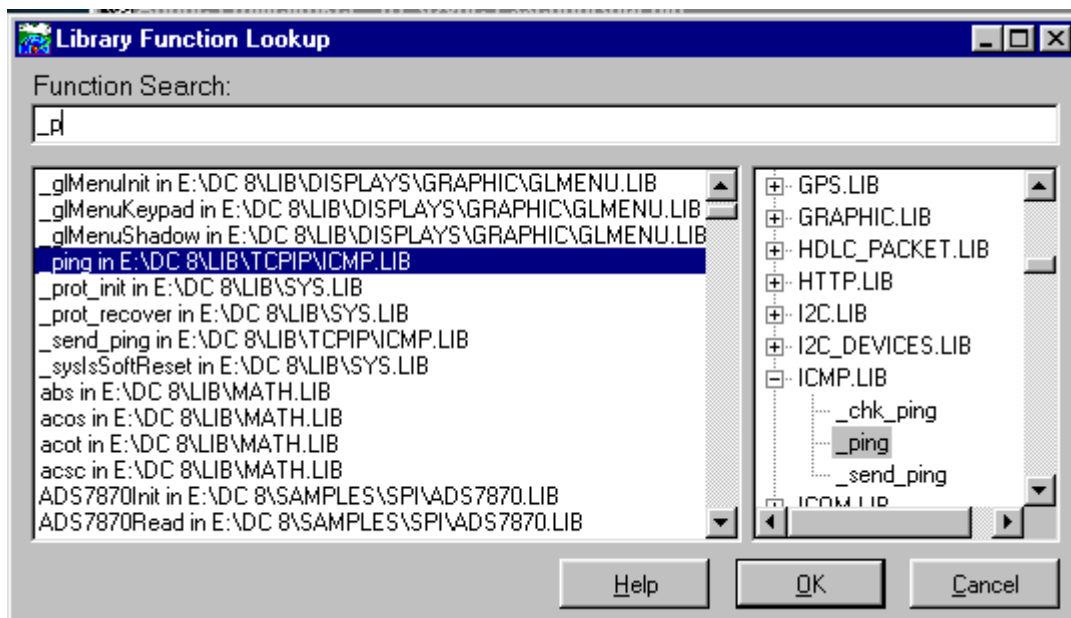 Library Function Lookup
Function Search:
_p
_glMenuInit in E:\DC 8\LIB\DISPLAYS\GRAPHIC\GLMENU.LIB
_glMenuKeypad in E:\DC 8\LIB\DISPLAYS\GRAPHIC\GLMENU.LIB
_glMenuShadow in E:\DC 8\LIB\DISPLAYS\GRAPHIC\GLMENU.LIB
_ping in E:\DC 8\LIB\TCPIP\ICMP.LIB
_prot_init in E:\DC 8\LIB\SYS.LIB
_prot_recover in E:\DC 8\LIB\SYS.LIB
_send_ping in E:\DC 8\LIB\TCPIP\ICMP.LIB
_sysIsSoftReset in E:\DC 8\LIB\SYS.LIB
abs in E:\DC 8\LIB\MATH.LIB
acos in E:\DC 8\LIB\MATH.LIB
acot in E:\DC 8\LIB\MATH.LIB
acsc in E:\DC 8\LIB\MATH.LIB
ADS7870Init in E:\DC 8\SAMPLES\SPI\ADS7870.LIB
ADS7870Read in E:\DC 8\SAMPLES\SPI\ADS7870.LIB
GPS.LIB
GRAPHIC.LIB
HDLC_PACKET.LIB
HTTP.LIB
I2C.LIB
I2C_DEVICES.LIB
ICMP.LIB
_chk_ping
_ping
_send_ping
ICOM.LIB
Help
OK
Cancel